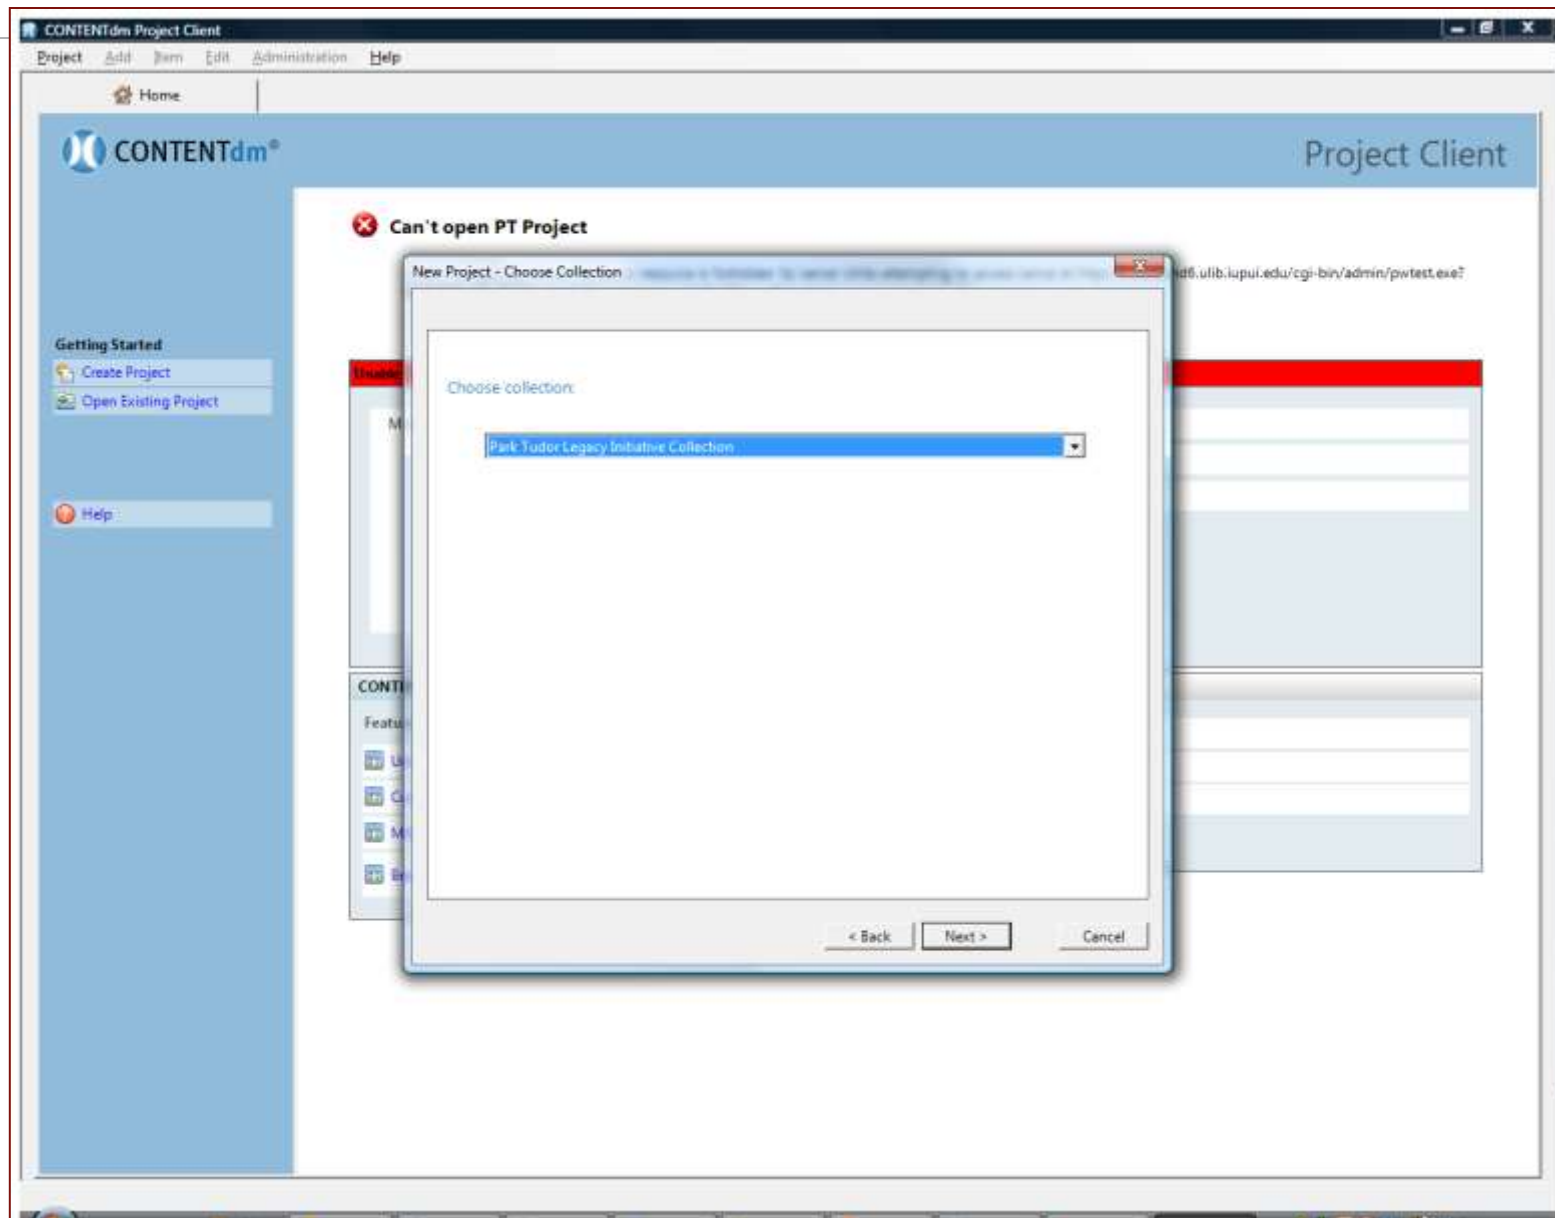 CONTENTdm Project Client
Project Add Item Edit Administration Help
Home
CONTENTdm® Project Client
Can't open PT Project
New Project - Choose Collection
d6.ulib.iupui.edu/cgi-bin/admin/pwtest.exe?
Getting Started
Create Project
Open Existing Project
Choose collection:
Park Tudor Legacy Initiative Collection
Help
CONTE
Featu
< Back Next > Cancel